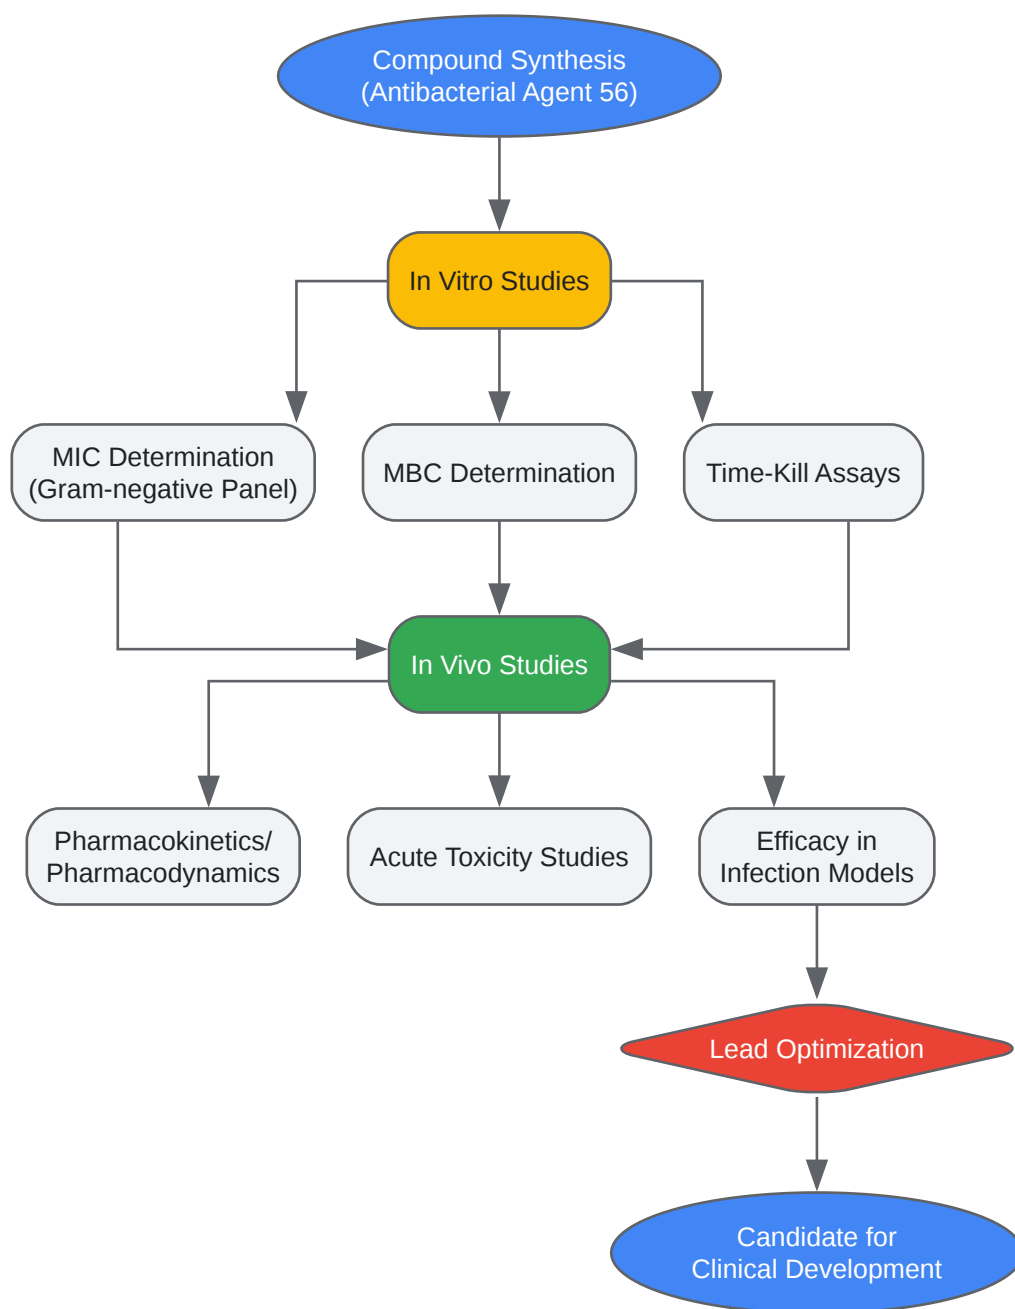 Compound Synthesis
(Antibacterial Agent 56)
In Vitro Studies
MIC Determination
(Gram-negative Panel)
MBC Determination
Time-Kill Assays
In Vivo Studies
Pharmacokinetics/
Pharmacodynamics
Acute Toxicity Studies
Efficacy in
Infection Models
Lead Optimization
Candidate for
Clinical Development